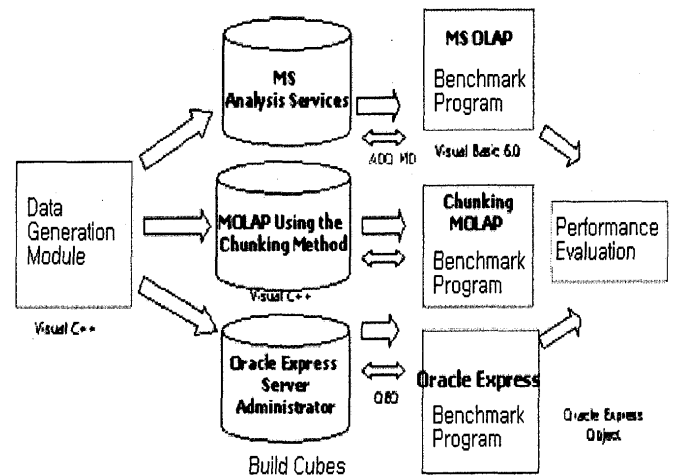 MS
Analysis Services
MS OLAP
Benchmark
Program
ADO MD
Visual Basic 6.0
Data
Generation
Module
Visual C++
MOLAP Using the
Chunking Method
Visual C++
Chunking
MOLAP
Benchmark
Program
Performance
Evaluation
Oracle Express
Server
Administrator
Oracle Express
Benchmark
Program
Oracle Express
Object
Build Cubes